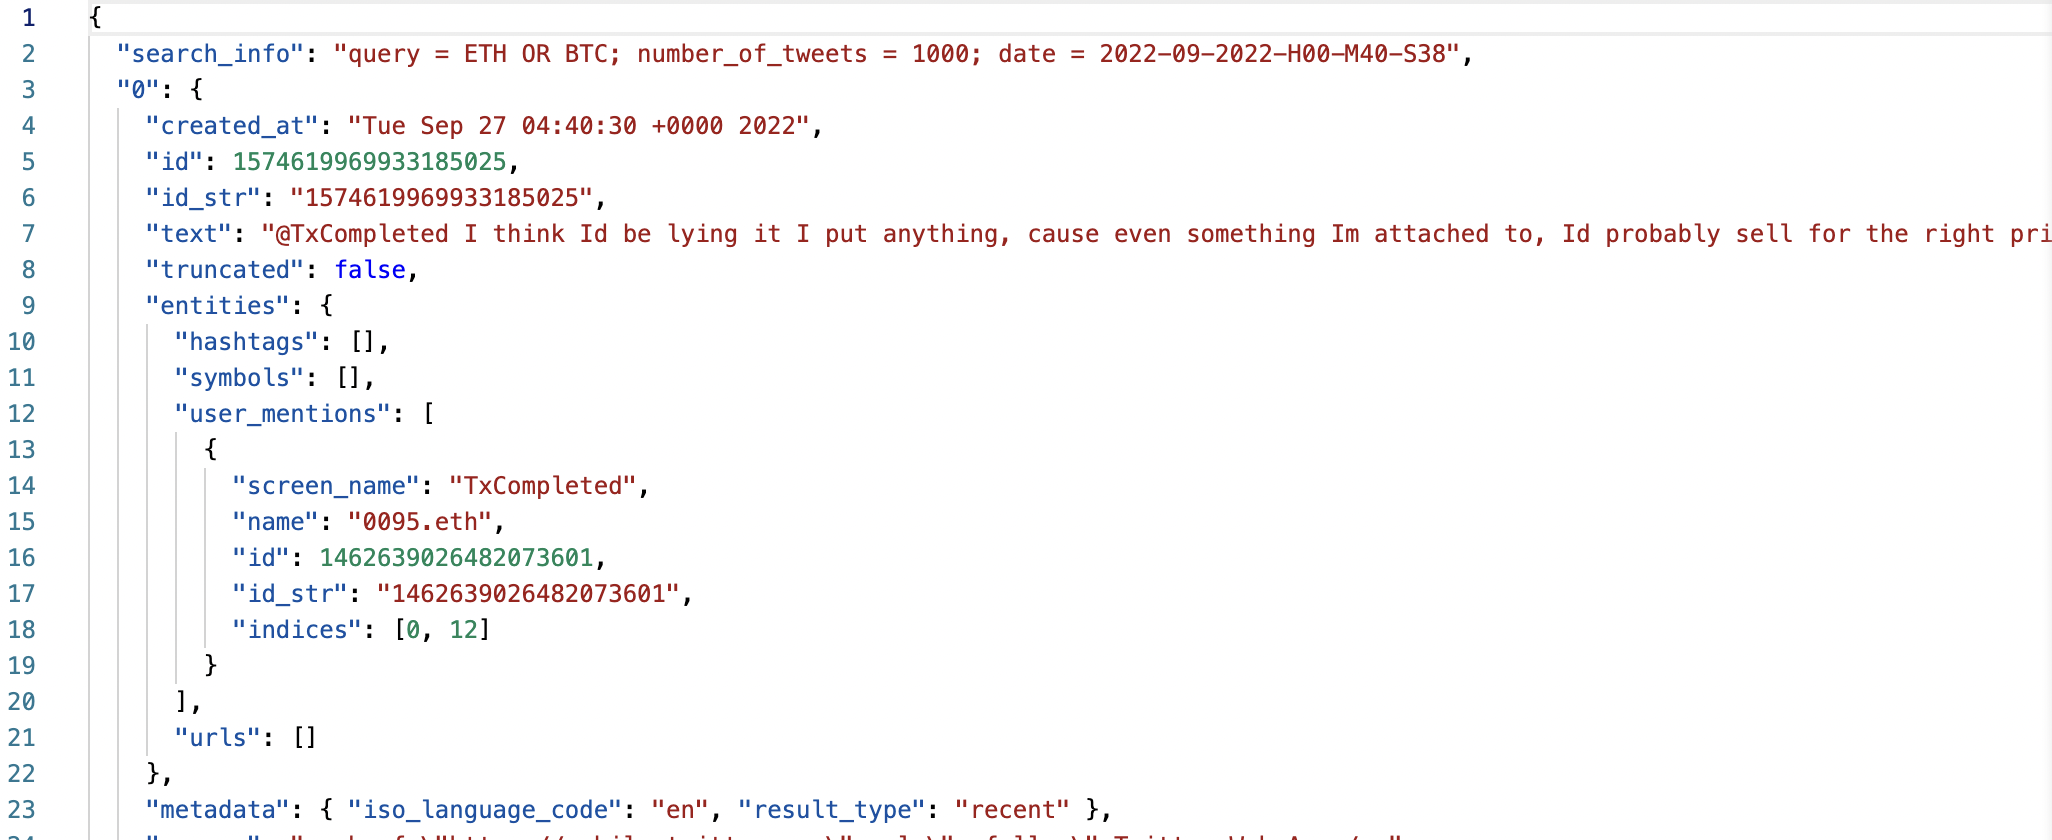 1 {
2 "search_info": "query = ETH OR BTC; number_of_tweets = 1000; date = 2022-09-2022-H00-M40-S38",
3 "0": {
4 "created_at": "Tue Sep 27 04:40:30 +0000 2022",
5 "id": 1574619969933185025,
6 "id_str": "1574619969933185025",
7 "text": "@TxCompleted I think Id be lying it I put anything, cause even something Im attached to, Id probably sell for the right pri
8 "truncated": false,
9 "entities": {
10 "hashtags": [],
11 "symbols": [],
12 "user_mentions": [
13 {
14 "screen_name": "TxCompleted",
15 "name": "0095.eth",
16 "id": 1462639026482073601,
17 "id_str": "1462639026482073601",
18 "indices": [0, 12]
19 }
20 ],
21 "urls": []
22 },
23 "metadata": { "iso_language_code": "en", "result_type": "recent" },